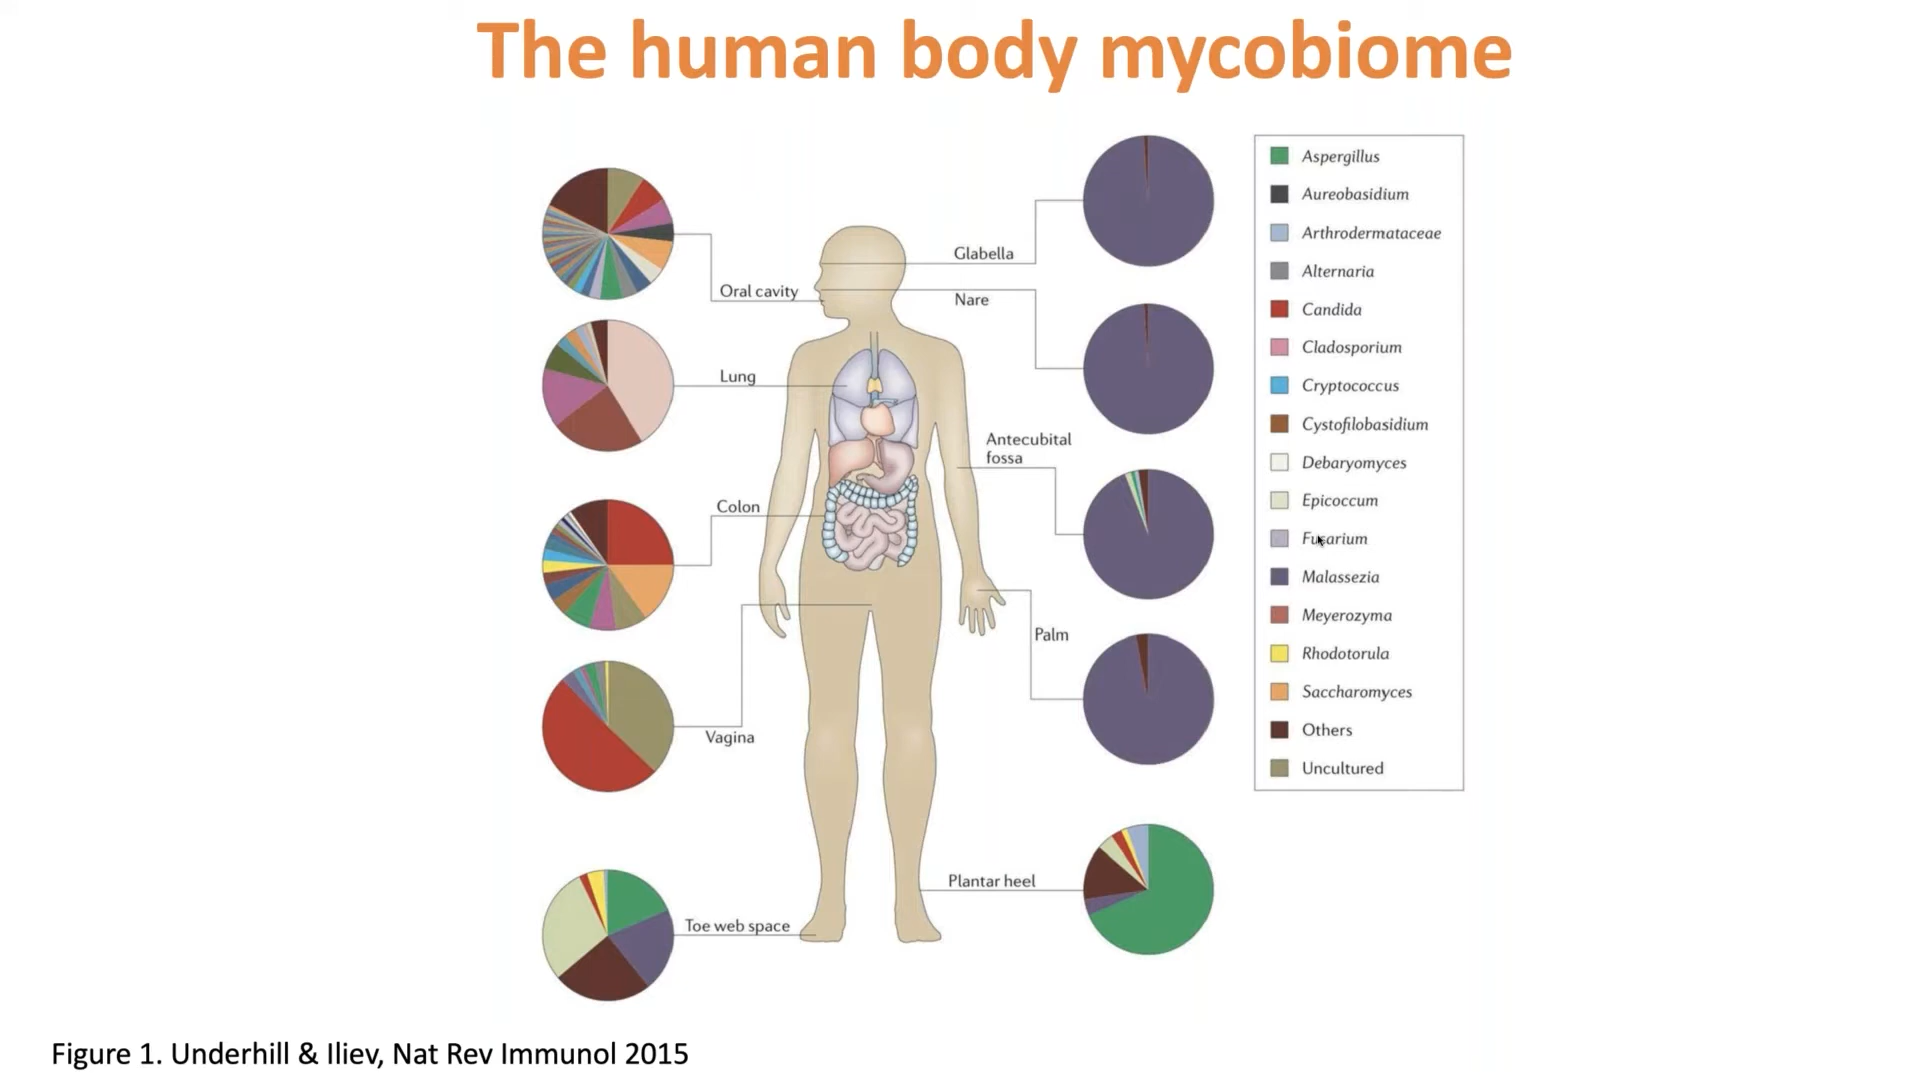 The human body mycobiome
Oral cavity
Lung
Colon
Vagina
Toe web space
Glabella
Nare
Antecubital
fossa
Palm
Plantar heel
Aspergillus
Aureobasidium
Arthrodermataceae
Alternaria
Candida
Cladosporium
Cryptococcus
Cystofilobasidium
Debaryomyces
Epicoccum
Fusarium
Malassezia
Meyerozyma
Rhodotorula
Saccharomyces
Others
Uncultured
Figure 1. Underhill & Iliev, Nat Rev Immunol 2015